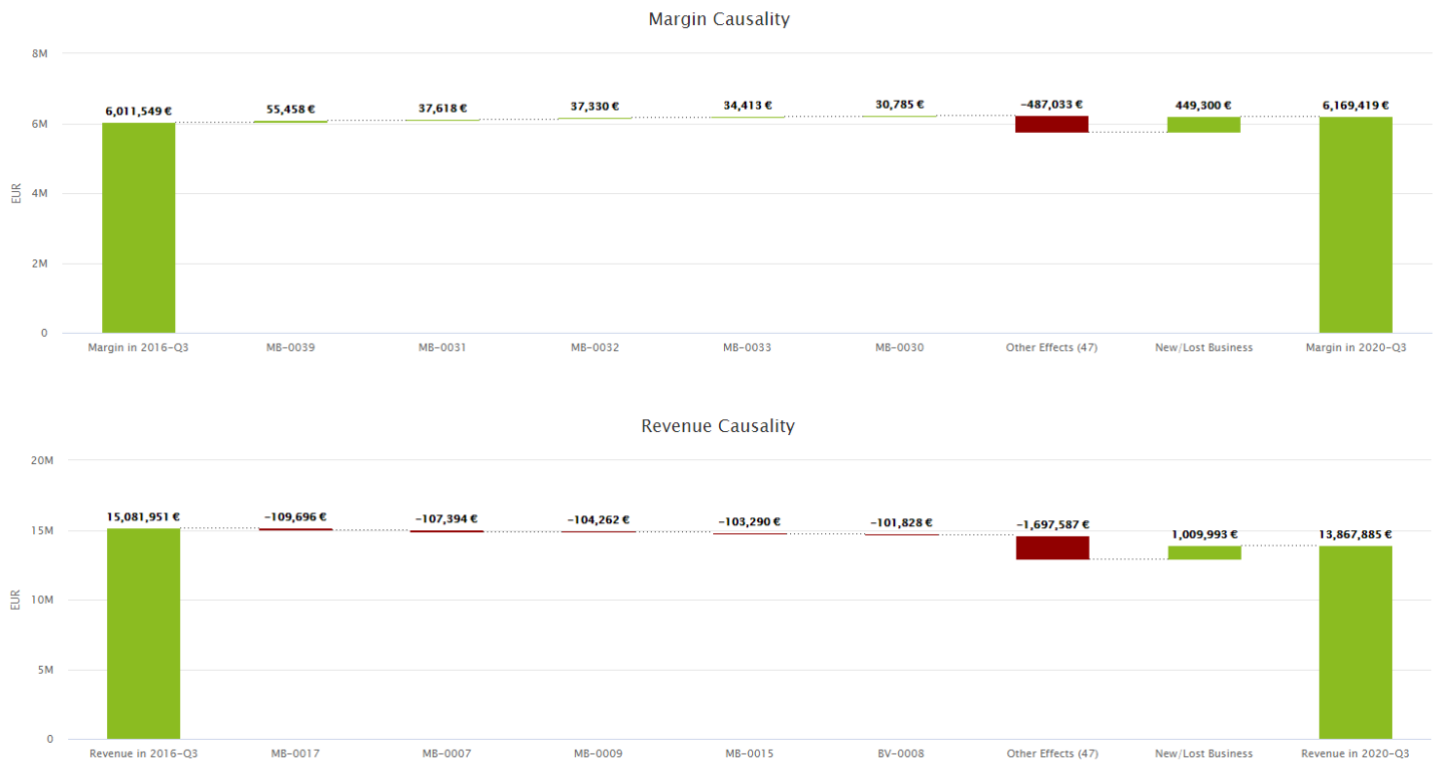 Margin Causality
8M
6,011,549 € 55,458 € 37,618 € 37,330 € 34,413 € 30,785 € −487,033 € 449,300 € 6,169,419 €
6M
EUR
4M
2M
0
Margin in 2016-Q3 MB-0039 MB-0031 MB-0032 MB-0033 MB-0030 Other Effects (47) New/Lost Business Margin in 2020-Q3
Revenue Causality
20M
15,081,951 € −109,696 € −107,394 € −104,262 € −103,290 € −101,828 € −1,697,587 € 1,009,993 € 13,867,885 €
15M
EUR
10M
5M
0
Revenue in 2016-Q3 MB-0017 MB-0007 MB-0009 MB-0015 BV-0008 Other Effects (47) New/Lost Business Revenue in 2020-Q3